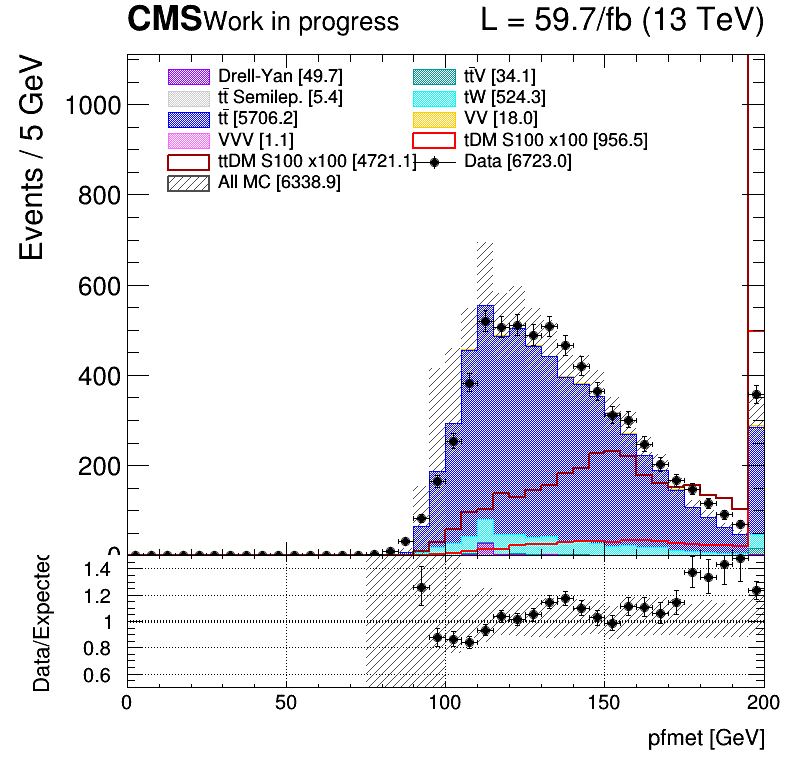 CMS Work in progress L = 59.7/fb (13 TeV)
Events / 5 GeV
Drell-Yan [49.7] tt̄V [34.1]
tt̄ Semilep. [5.4] tW [524.3]
tt̄ [5706.2] VV [18.0]
VVV [1.1] tDM S100 x100 [956.5]
ttDM S100 x100 [4721.1] Data [6723.0]
All MC [6338.9]
1000
800
600
400
200
0
Data/Expected
1.4
1.2
1
0.8
0.6
0 50 100 150 200
pfmet [GeV]